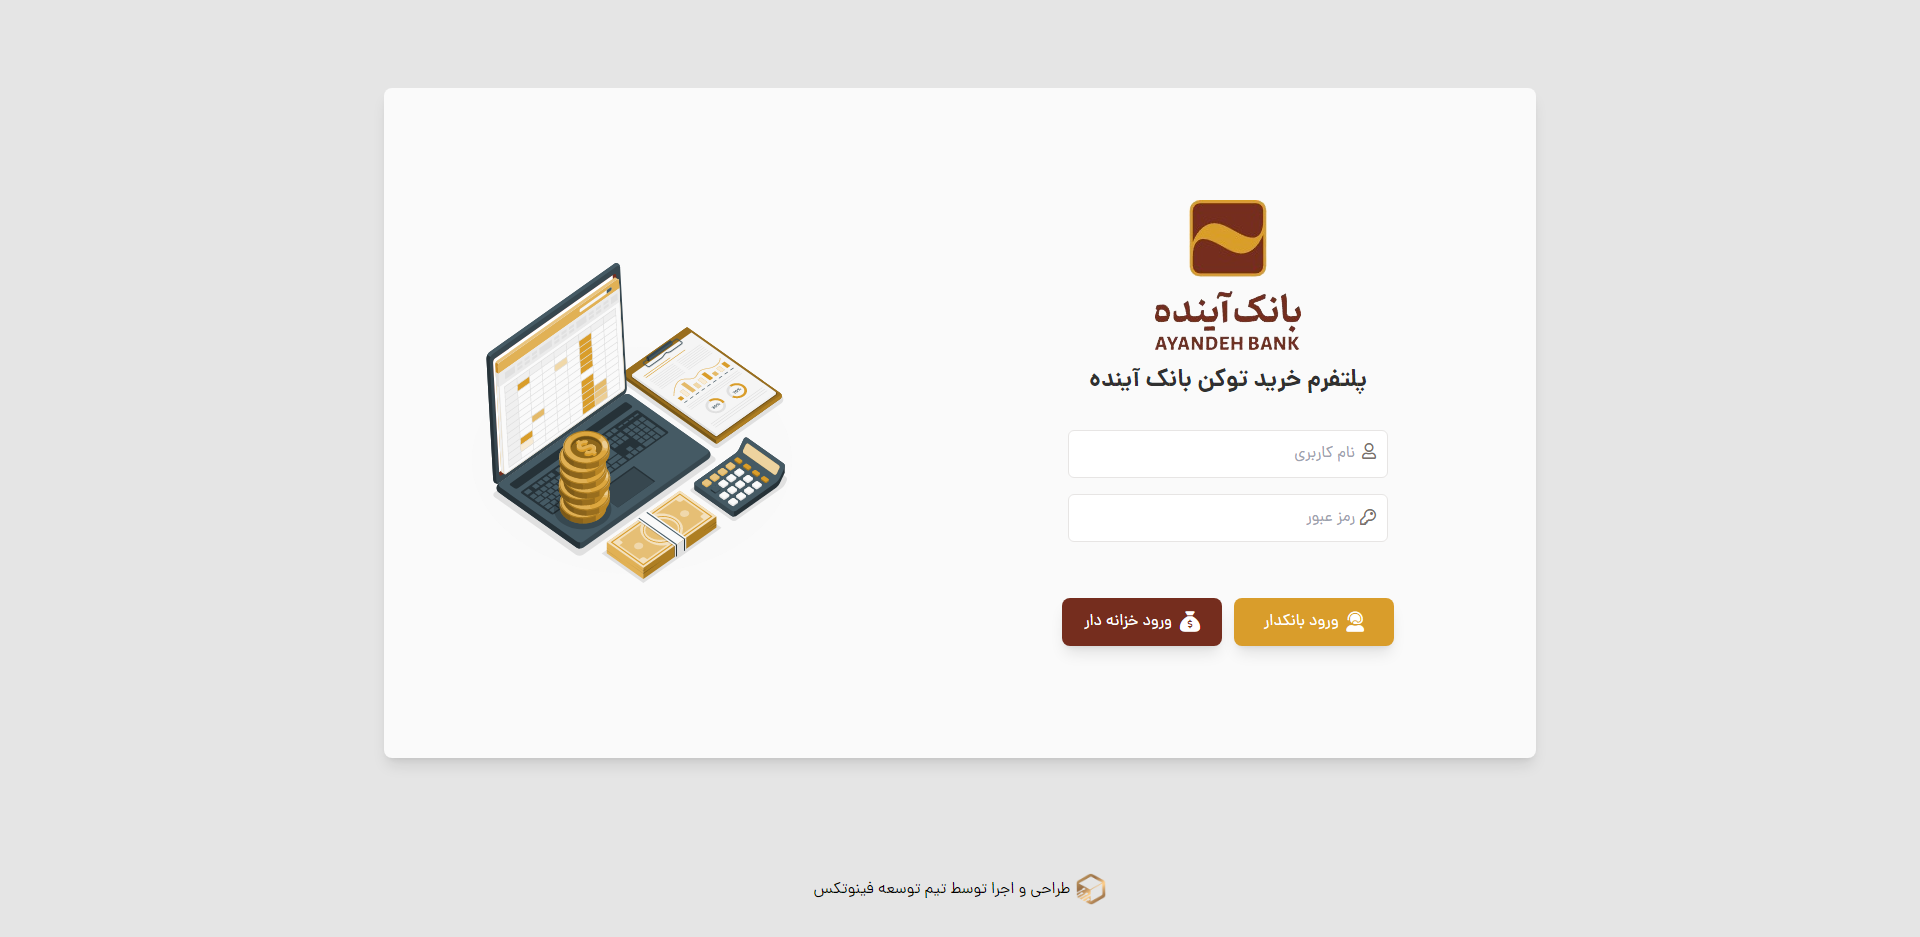 بانک آینده
AYANDEH BANK
پلتفرم خرید توکن بانک آینده
نام کاربری
رمز عبور
ورود بانکدار
ورود خزانه دار
طراحی و اجرا توسط تیم توسعه فینوتکس